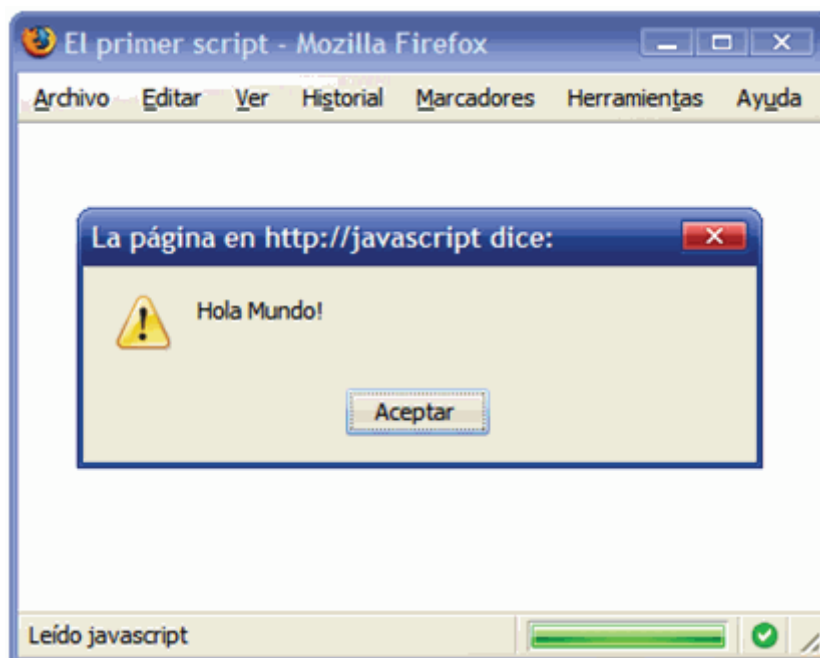 El primer script - Mozilla Firefox
Archivo Editar Ver Historial Marcadores Herramientas Ayuda
La página en http://javascript dice:
Hola Mundo!
Aceptar
Leído javascript